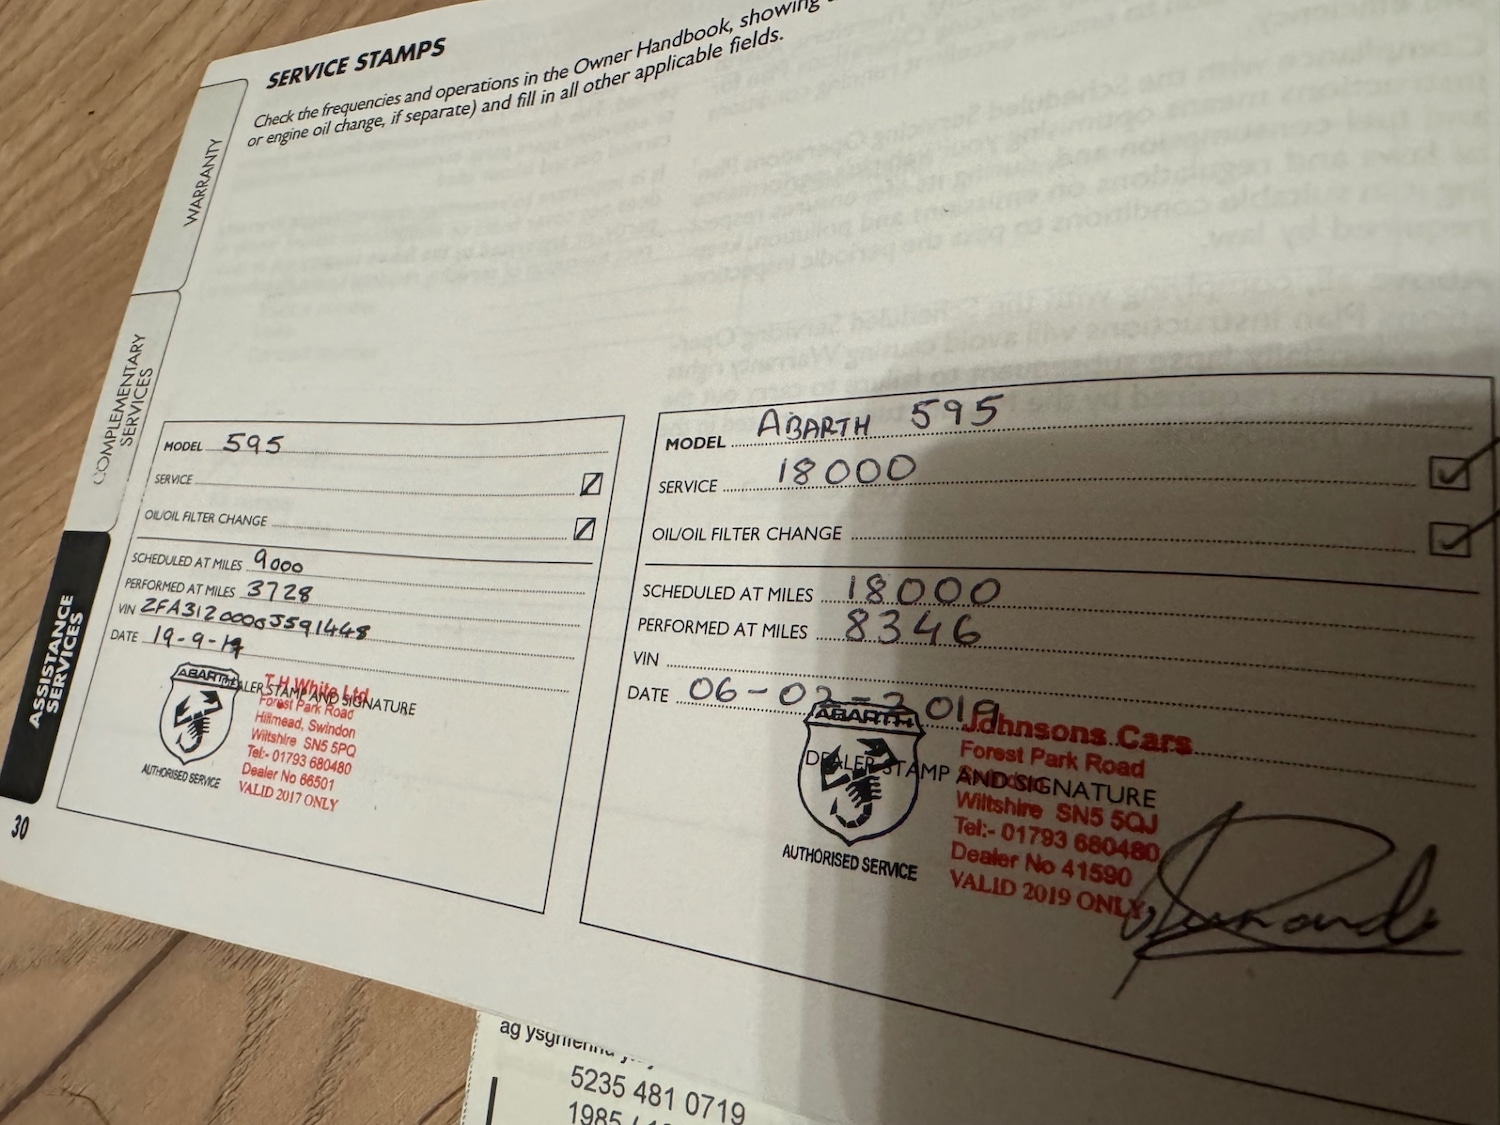 SERVICE STAMPS
Check the frequencies and operations in the Owner Handbook, showing
or engine oil change, if separate) and fill in all other applicable fields.
WARRANTY
COMPLEMENTARY
SERVICES
ASSISTANCE
SERVICES
30
MODEL 595
SERVICE
OIL/OIL FILTER CHANGE
SCHEDULED AT MILES 9000
PERFORMED AT MILES 3728
VIN ZFA3120000J591448
DATE 19-9-17
DEALER STAMP AND SIGNATURE
ABARTH
AUTHORISED SERVICE
T H White Ltd
Forest Park Road
Hillmead, Swindon
Wiltshire SN5 5PQ
Tel:- 01793 680480
Dealer No 66501
VALID 2017 ONLY
MODEL ABARTH 595
SERVICE 18000
OIL/OIL FILTER CHANGE
SCHEDULED AT MILES 18000
PERFORMED AT MILES 8346
VIN
DATE 06-02-2019
DEALER STAMP AND SIGNATURE
ABARTH
AUTHORISED SERVICE
Johnsons Cars
Forest Park Road
Wiltshire SN5 5QJ
Tel:- 01793 680480
Dealer No 41590
VALID 2019 ONLY
5235 481 0719